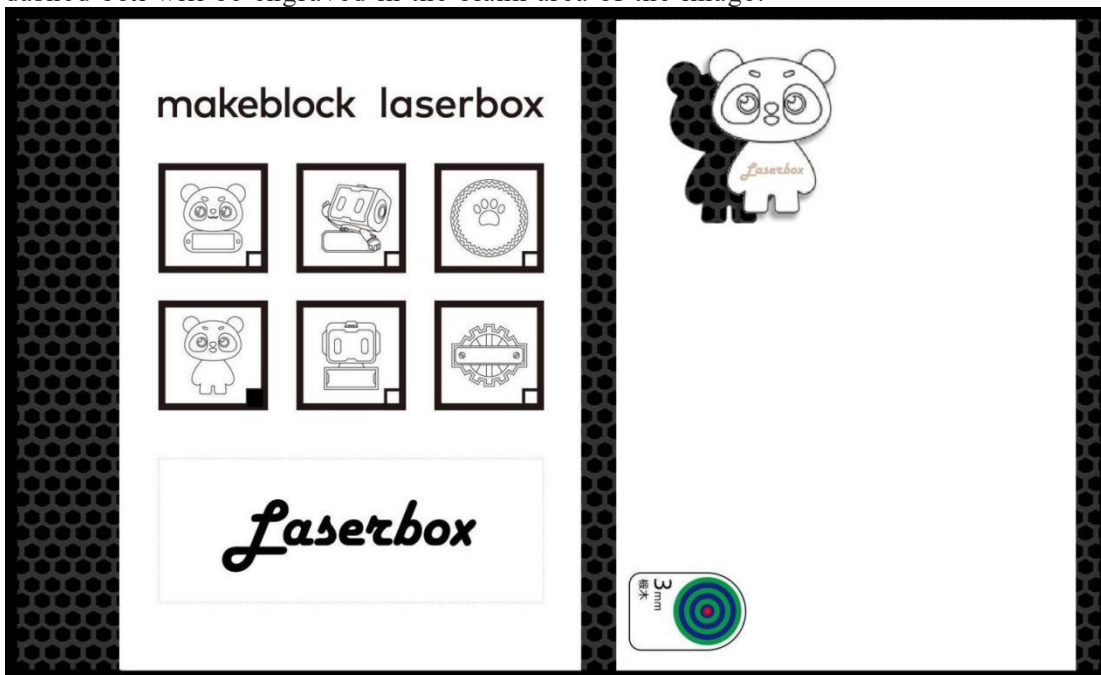 dashed box will be engraved in the blank area of the image.
makeblock laserbox
Laserbox
Laserbox
3mm
椴木